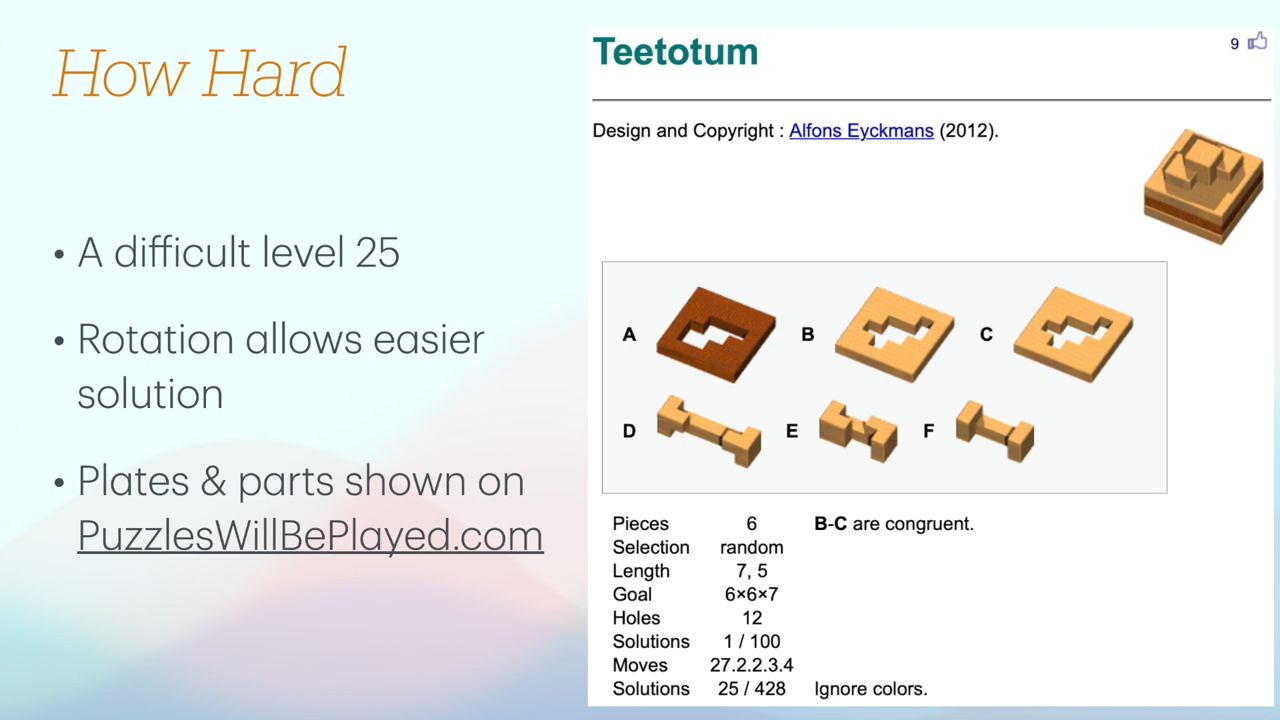 How Hard
• A difficult level 25
• Rotation allows easier
solution
• Plates & parts shown on
PuzzlesWillBePlayed.com
Teetotum
9
Design and Copyright : Alfons Eyckmans (2012).
A B C
D E F
Pieces 6 B-C are congruent.
Selection random
Length 7, 5
Goal 6×6×7
Holes 12
Solutions 1 / 100
Moves 27.2.2.3.4
Solutions 25 / 428 Ignore colors.